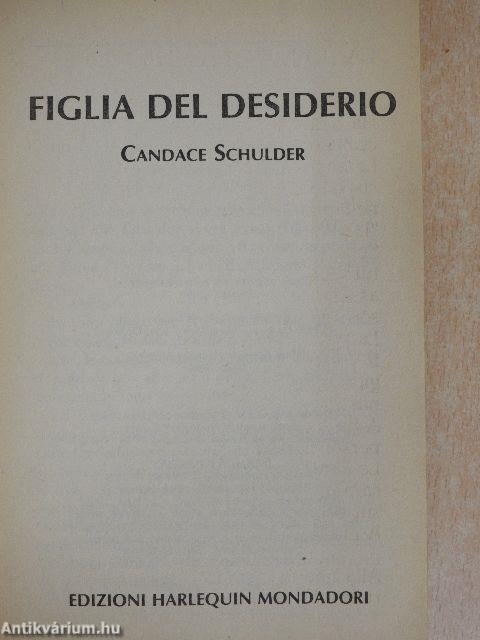 FIGLIA DEL DESIDERIO
CANDACE SCHULDER
EDIZIONI HARLEQUIN MONDADORI
Antikvárium.hu